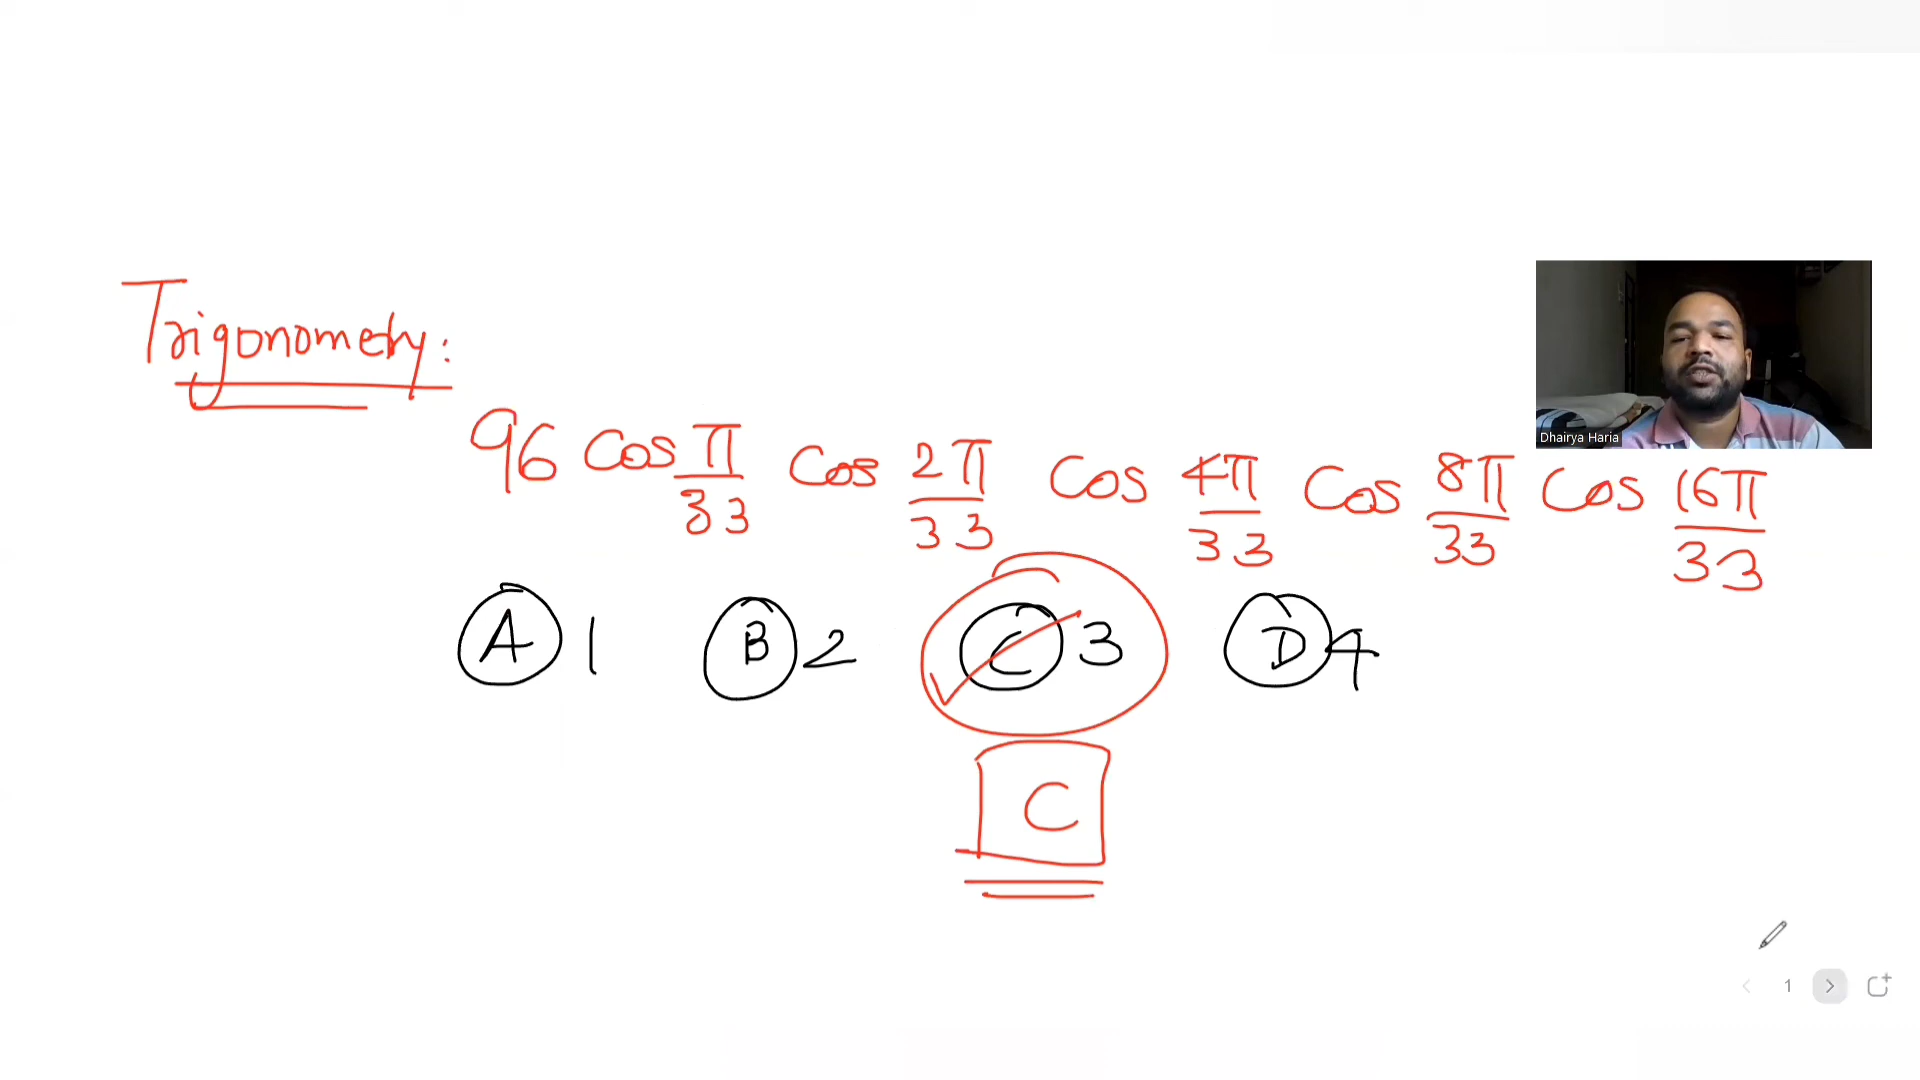 Trigonometry:
Dhairya Haria
96 Cos π/33 Cos 2π/33 Cos 4π/33 Cos 8π/33 Cos 16π/33
A 1 B 2 C 3 D 4
C
1